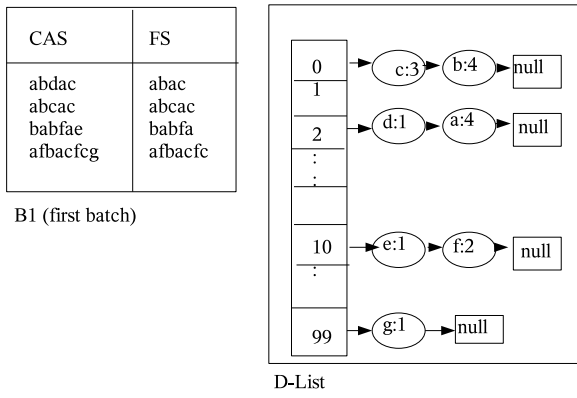 CAS FS
abdac abac
abcac abcac
babfae babfa
afbacfcg afbacfc
B1 (first batch)
0 c:3 b:4 null
1
2 d:1 a:4 null
:
:
10 e:1 f:2 null
:
99 g:1 null
D-List